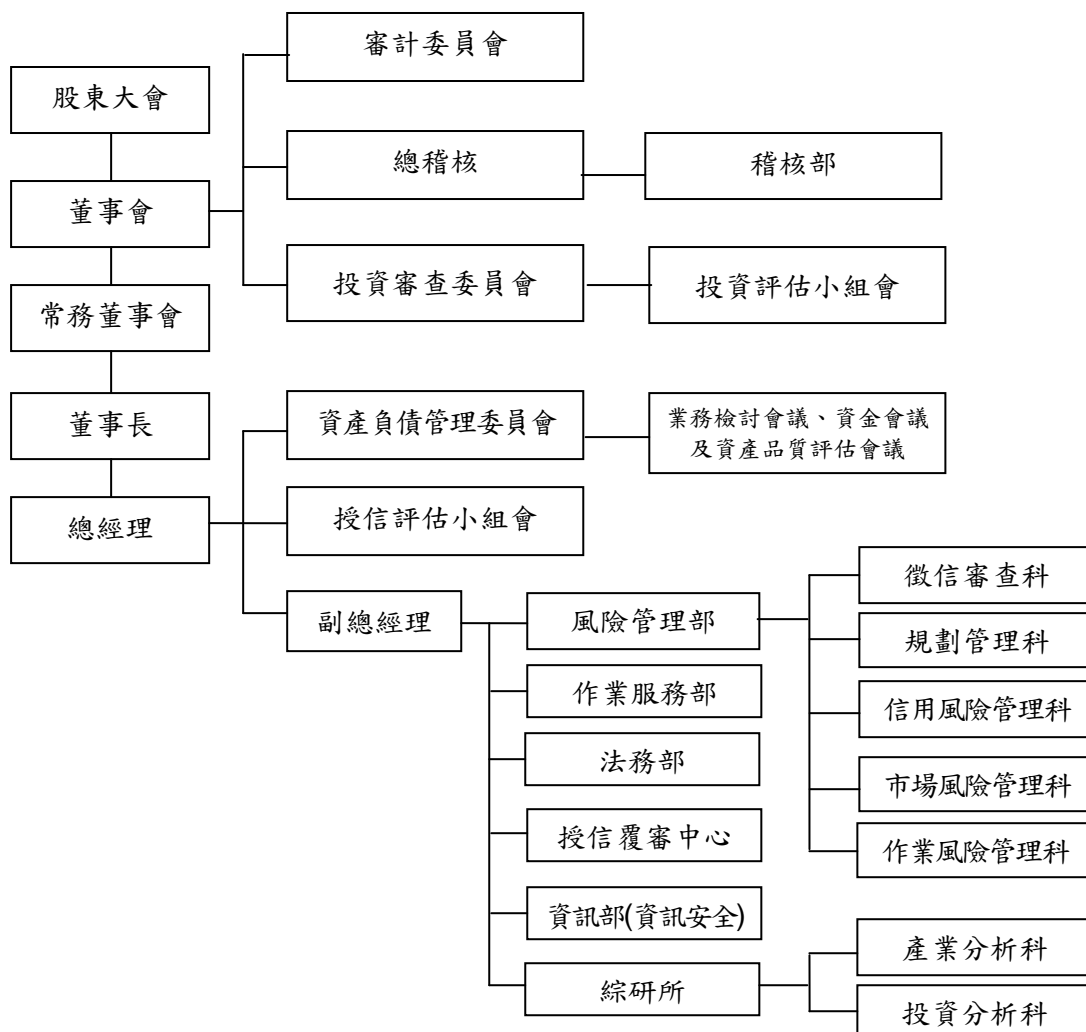 審計委員會
股東大會
總稽核
稽核部
董事會
投資審查委員會
投資評估小組會
常務董事會
董事長
資產負債管理委員會
業務檢討會議、資金會議
及資產品質評估會議
總經理
授信評估小組會
副總經理
風險管理部
徵信審查科
規劃管理科
作業服務部
信用風險管理科
法務部
市場風險管理科
授信覆審中心
作業風險管理科
資訊部(資訊安全)
產業分析科
綜研所
投資分析科